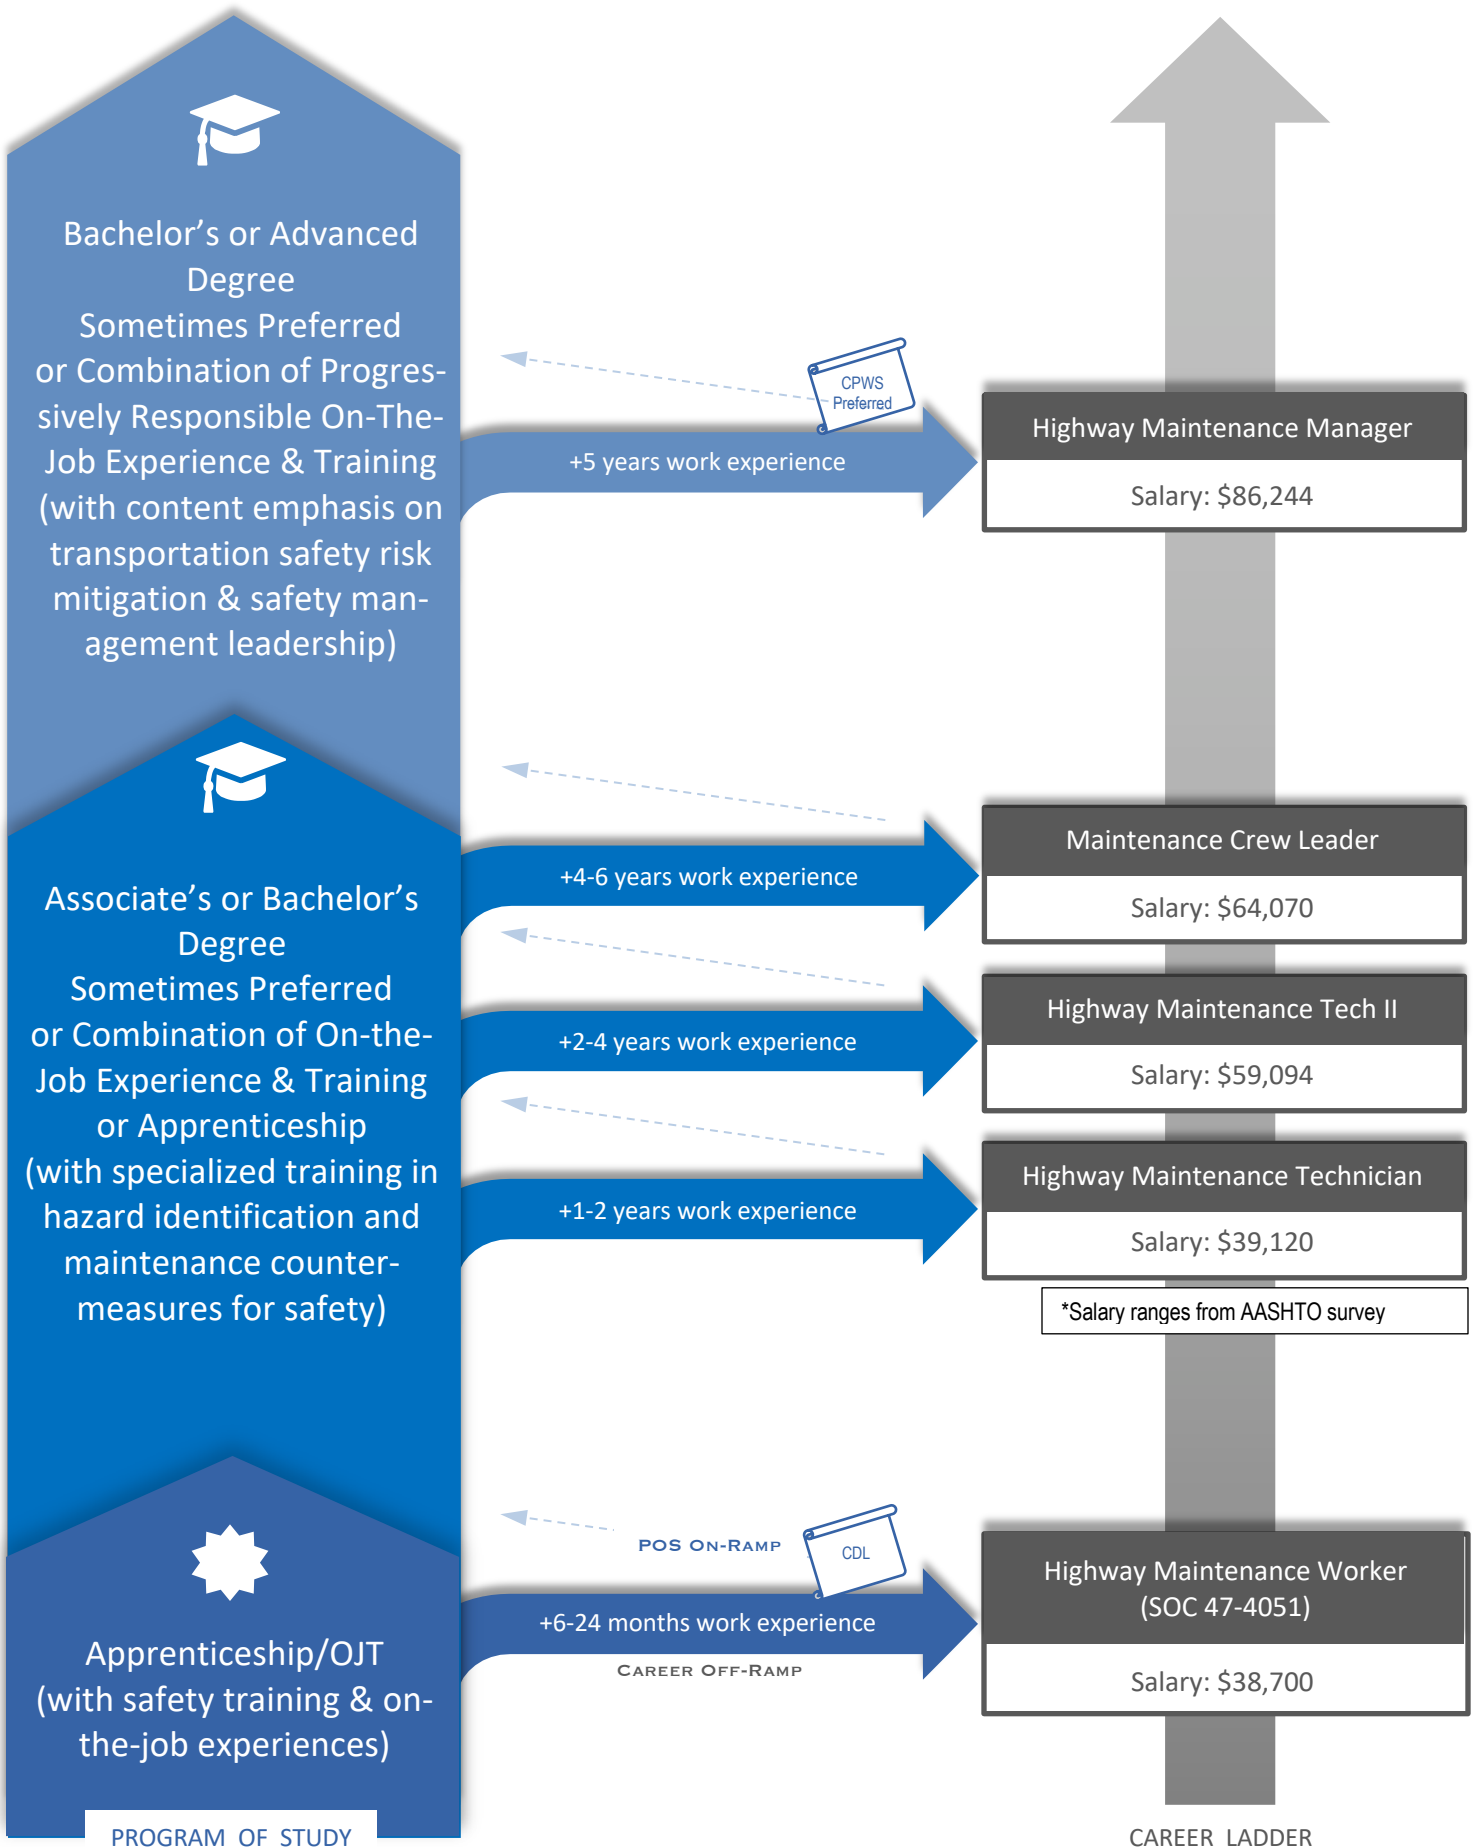 Bachelor’s or Advanced
Degree
Sometimes Preferred
or Combination of Progres-
sively Responsible On-The-
Job Experience & Training
(with content emphasis on
transportation safety risk
mitigation & safety man-
agement leadership)
CPWS
Preferred
+5 years work experience
Highway Maintenance Manager
Salary: $86,244
Associate’s or Bachelor’s
Degree
Sometimes Preferred
or Combination of On-the-
Job Experience & Training
or Apprenticeship
(with specialized training in
hazard identification and
maintenance counter-
measures for safety)
+4-6 years work experience
Maintenance Crew Leader
Salary: $64,070
+2-4 years work experience
Highway Maintenance Tech II
Salary: $59,094
+1-2 years work experience
Highway Maintenance Technician
Salary: $39,120
*Salary ranges from AASHTO survey
Apprenticeship/OJT
(with safety training & on-
the-job experiences)
POS On-Ramp
CDL
+6-24 months work experience
Career Off-Ramp
Highway Maintenance Worker
(SOC 47-4051)
Salary: $38,700
PROGRAM OF STUDY
CAREER LADDER